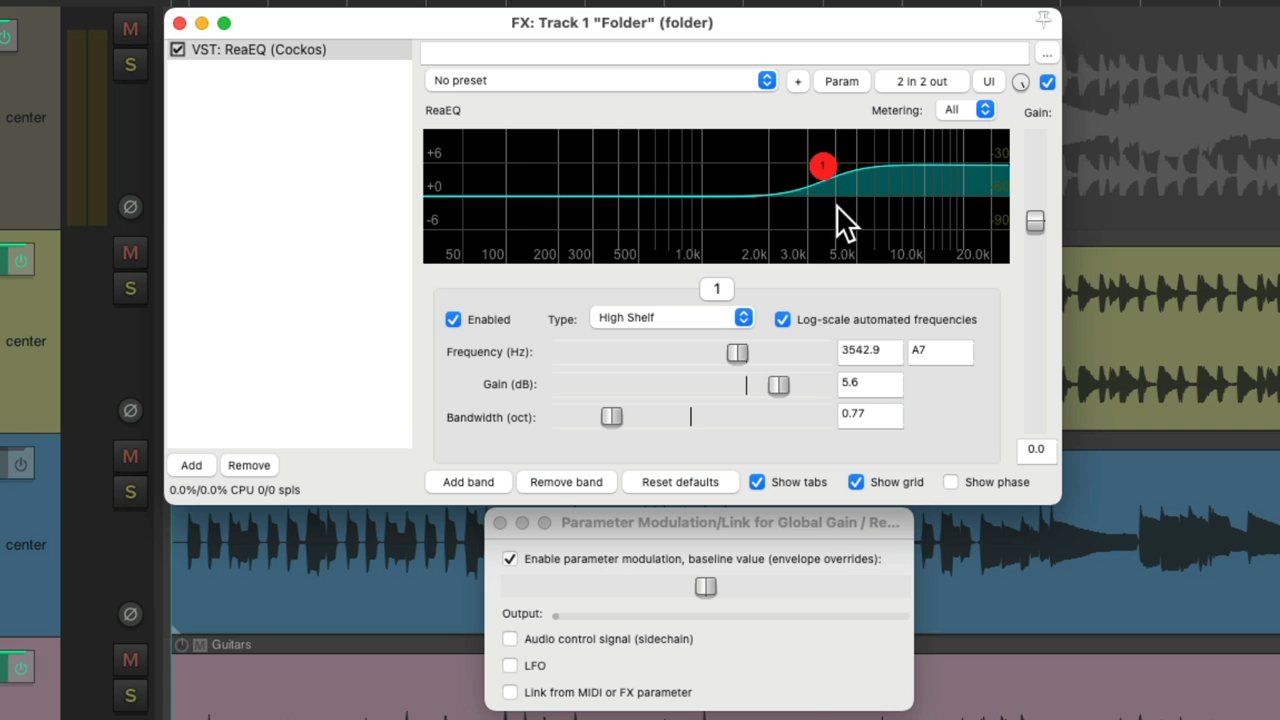 FX: Track 1 "Folder" (folder)
M
VST: ReaEQ (Cockos)
...
S
No preset
+
Param
2 in 2 out
UI
ReaEQ
Metering:
All
Gain:
center
+6
-30
1
+0
-60
-6
-90
50
100
200
300
500
1.0k
2.0k
3.0k
5.0k
10.0k
20.0k
M
S
1
Enabled
Type:
High Shelf
Log-scale automated frequencies
center
Frequency (Hz):
3542.9
A7
Gain (dB):
5.6
Bandwidth (oct):
0.77
0.0
M
Add
Remove
Add band
Remove band
Reset defaults
Show tabs
Show grid
Show phase
0.0%/0.0% CPU 0/0 spls
S
Parameter Modulation/Link for Global Gain / Re...
center
Enable parameter modulation, baseline value (envelope overrides):
Output:
Audio control signal (sidechain)
M Guitars
M
LFO
Link from MIDI or FX parameter
S